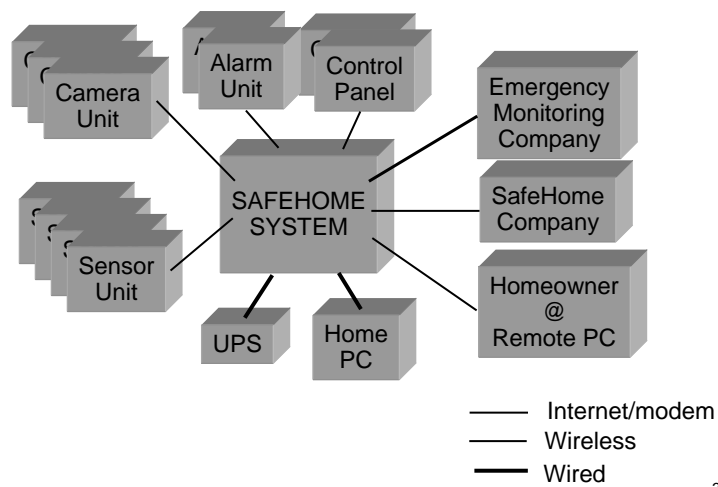 Camera
Unit
Alarm
Unit
Control
Panel
Emergency
Monitoring
Company
SAFEHOME
SYSTEM
SafeHome
Company
Sensor
Unit
Homeowner
@
Remote PC
UPS
Home
PC
Internet/modem
Wireless
Wired